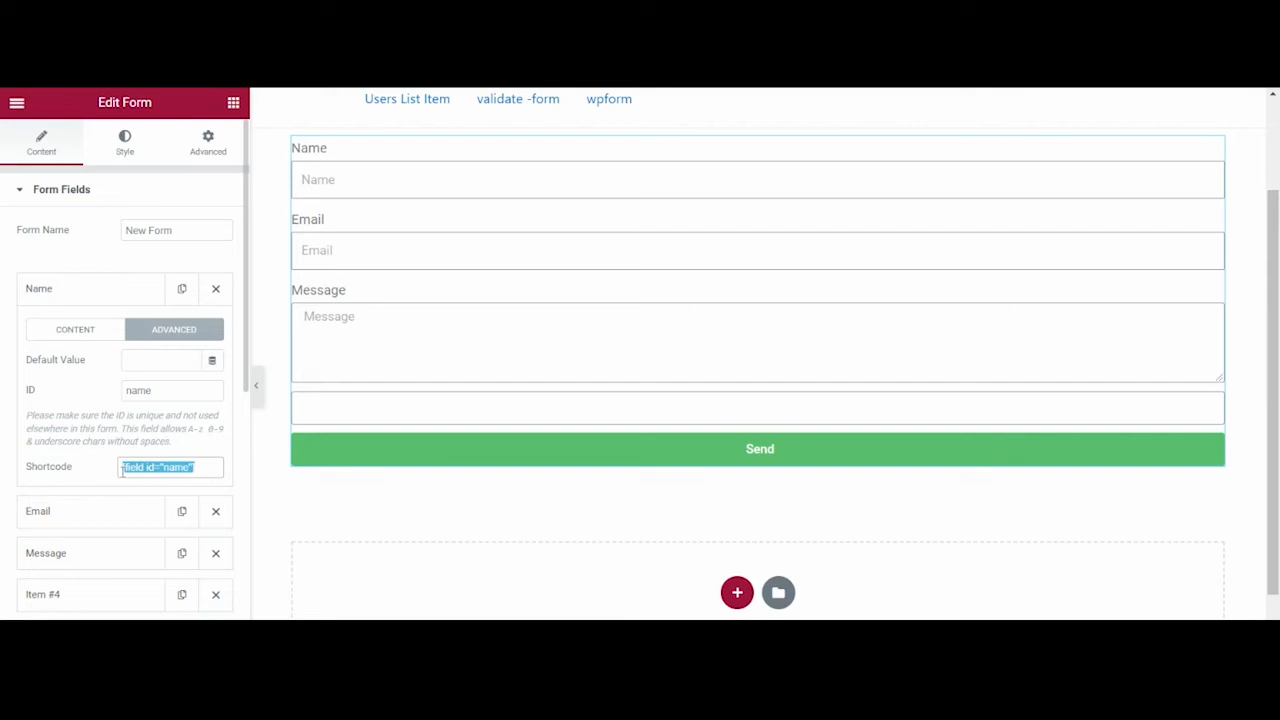 Edit Form
Content
Style
Advanced
Form Fields
Form Name
New Form
Name
CONTENT
ADVANCED
Default Value
ID
name
Please make sure the ID is unique and not used
elsewhere in this form. This field allows A-z 0-9
& underscore chars without spaces.
Shortcode
field id="name"
Email
Message
Item #4
Users List Item
validate -form
wpform
Name
Name
Email
Email
Message
Message
Send